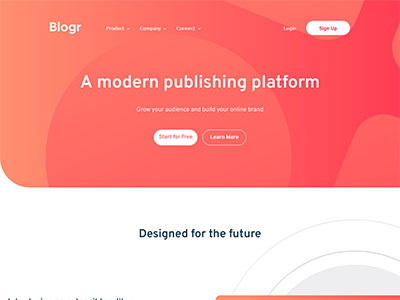 Blogr
Product Company Connect
Login Sign Up
A modern publishing platform
Grow your audience and build your online brand
Start for Free Learn More
Designed for the future